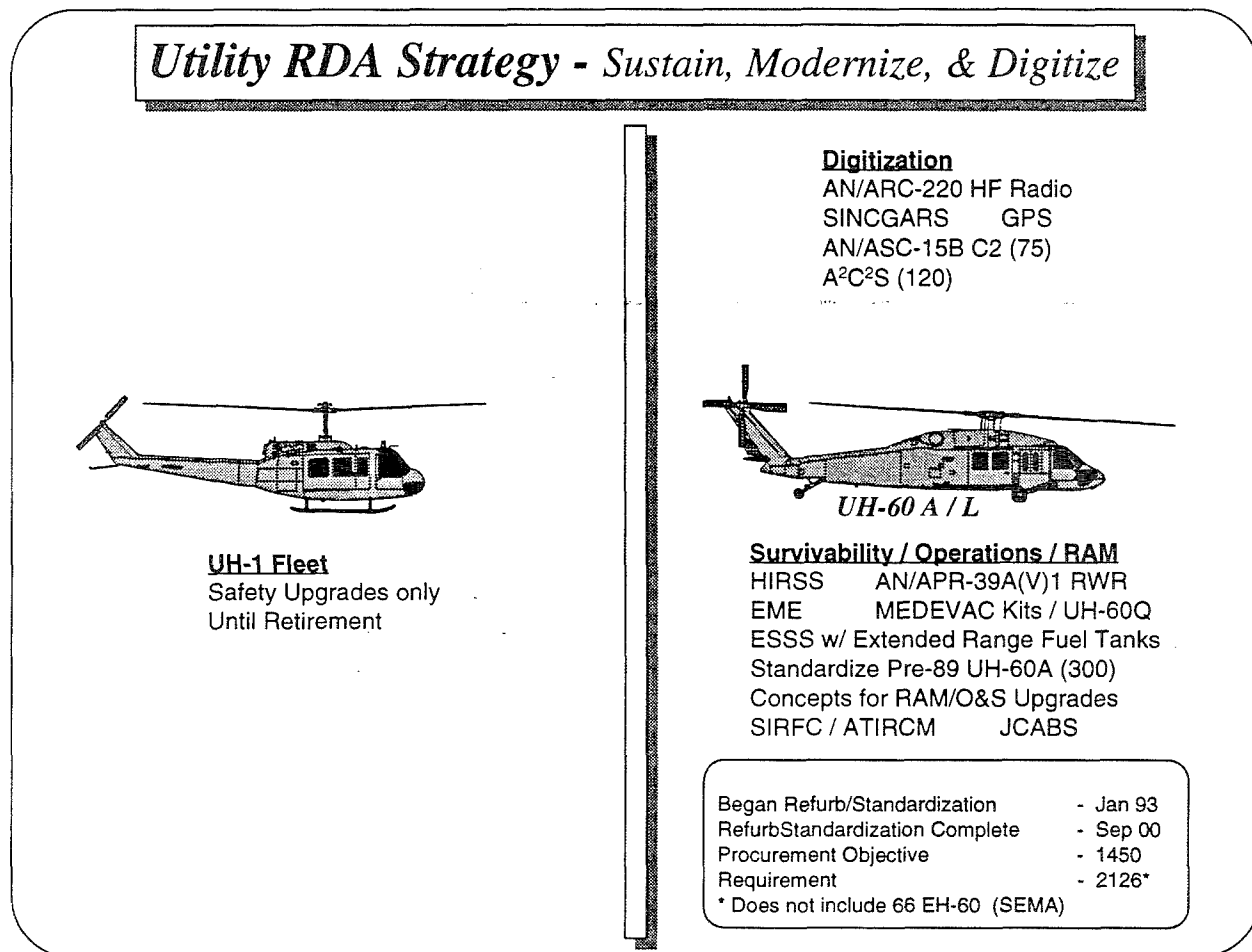 Utility RDA Strategy - Sustain, Modernize, & Digitize
UH-1 Fleet
Safety Upgrades only
Until Retirement
Digitization
AN/ARC-220 HF Radio
SINCGARS GPS
AN/ASC-15B C2 (75)
A²C²S (120)
UH-60 A / L
Survivability / Operations / RAM
HIRSS AN/APR-39A(V)1 RWR
EME MEDEVAC Kits / UH-60Q
ESSS w/ Extended Range Fuel Tanks
Standardize Pre-89 UH-60A (300)
Concepts for RAM/O&S Upgrades
SIRFC / ATIRCM JCABS
Began Refurb/Standardization - Jan 93
RefurbStandardization Complete - Sep 00
Procurement Objective - 1450
Requirement - 2126*
* Does not include 66 EH-60 (SEMA)